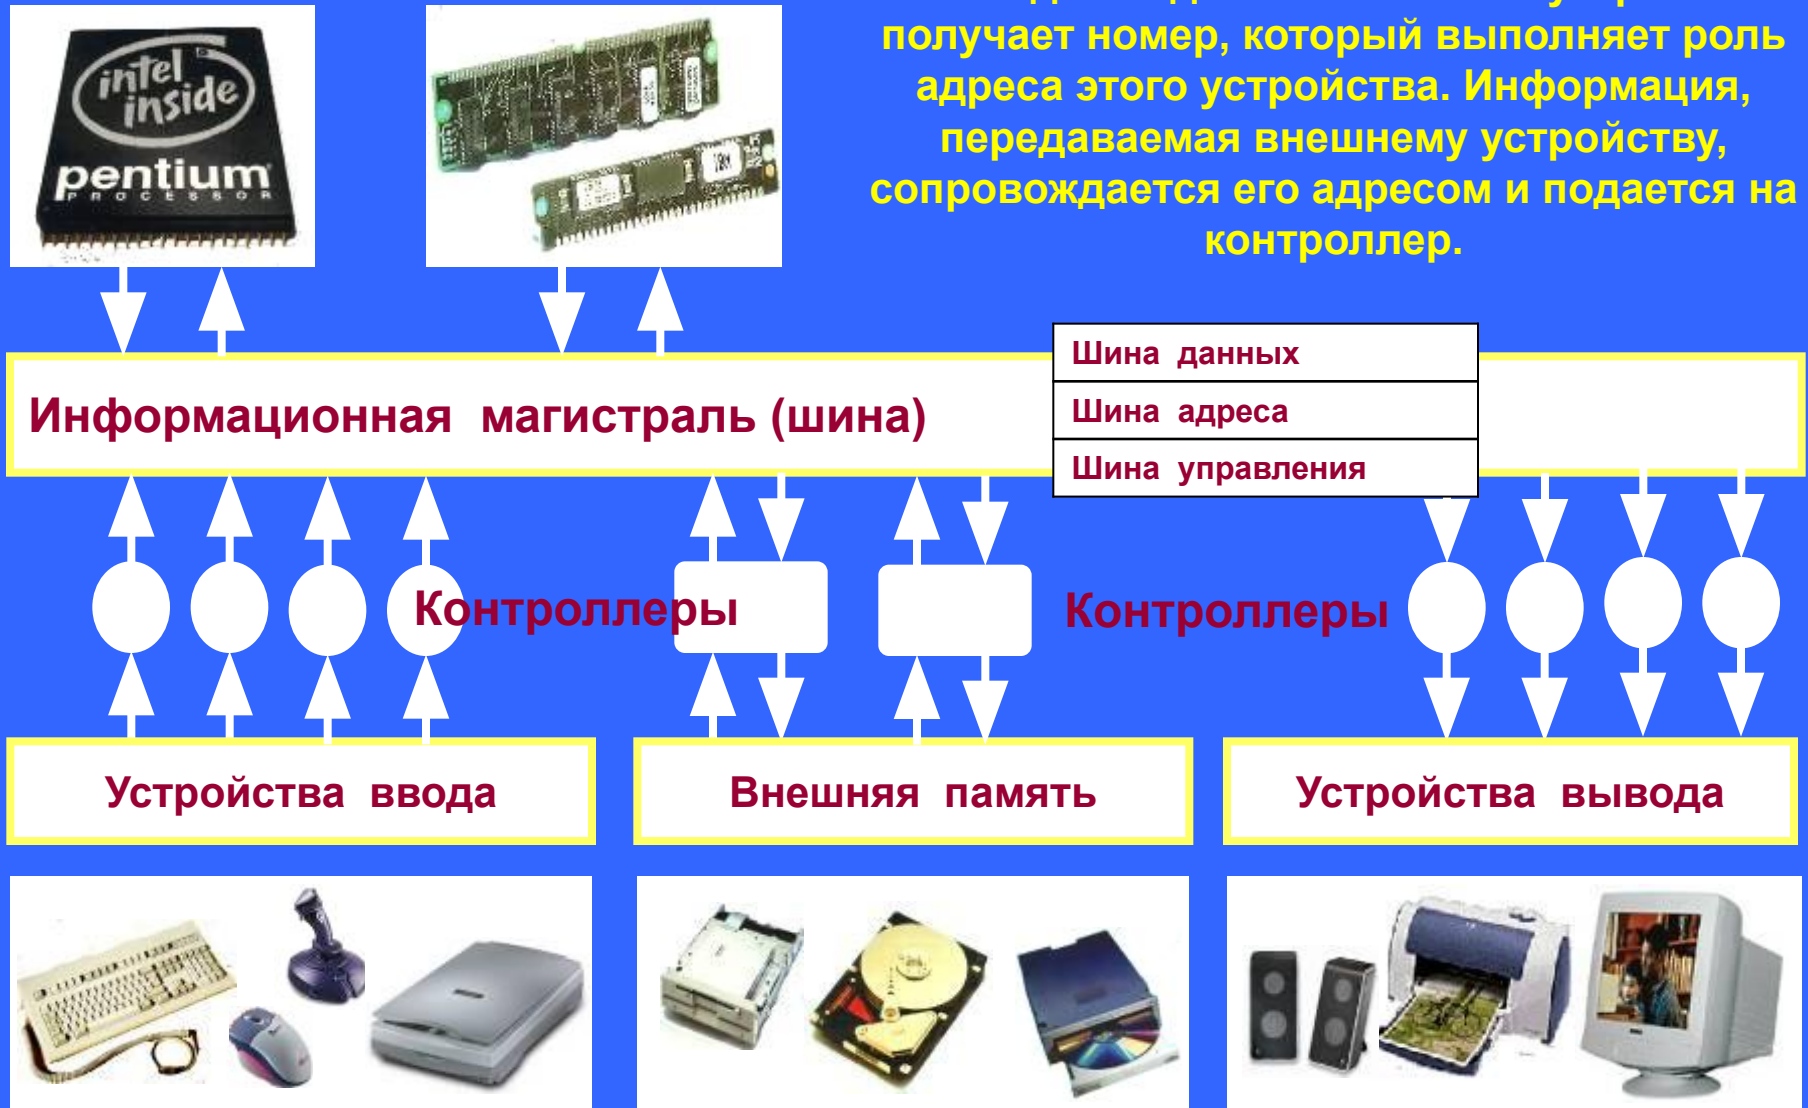 получает номер, который выполняет роль
адреса этого устройства. Информация,
передаваемая внешнему устройству,
сопровождается его адресом и подается на
контроллер.
intel
inside
pentium
PROCESSOR
IBM
Шина данных
Информационная магистраль (шина)
Шина адреса
Шина управления
Контроллеры
Контроллеры
Устройства ввода
Внешняя память
Устройства вывода